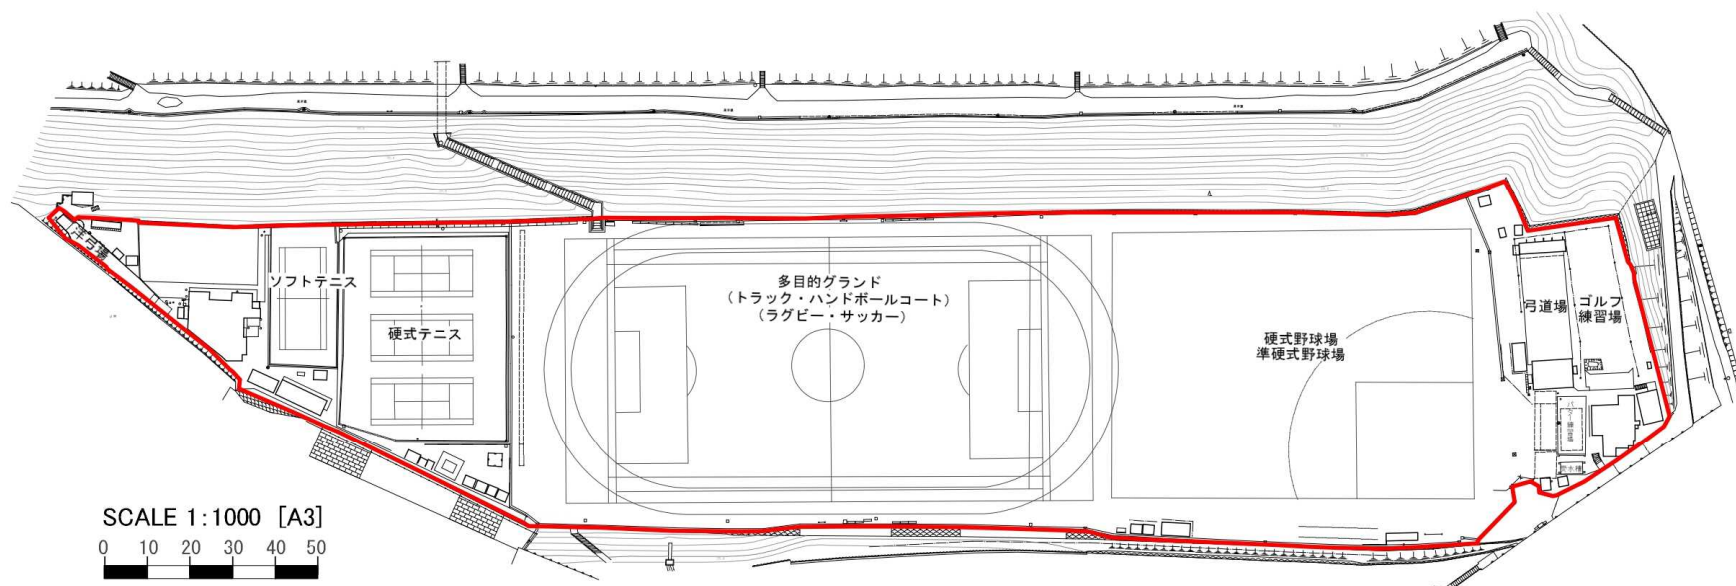 洋弓場
ソフトテニス
硬式テニス
多目的グランド
(トラック・ハンドボールコート)
(ラグビー・サッカー)
硬式野球場
準硬式野球場
弓道場
ゴルフ
練習場
SCALE 1:1000 [A3]
0 10 20 30 40 50